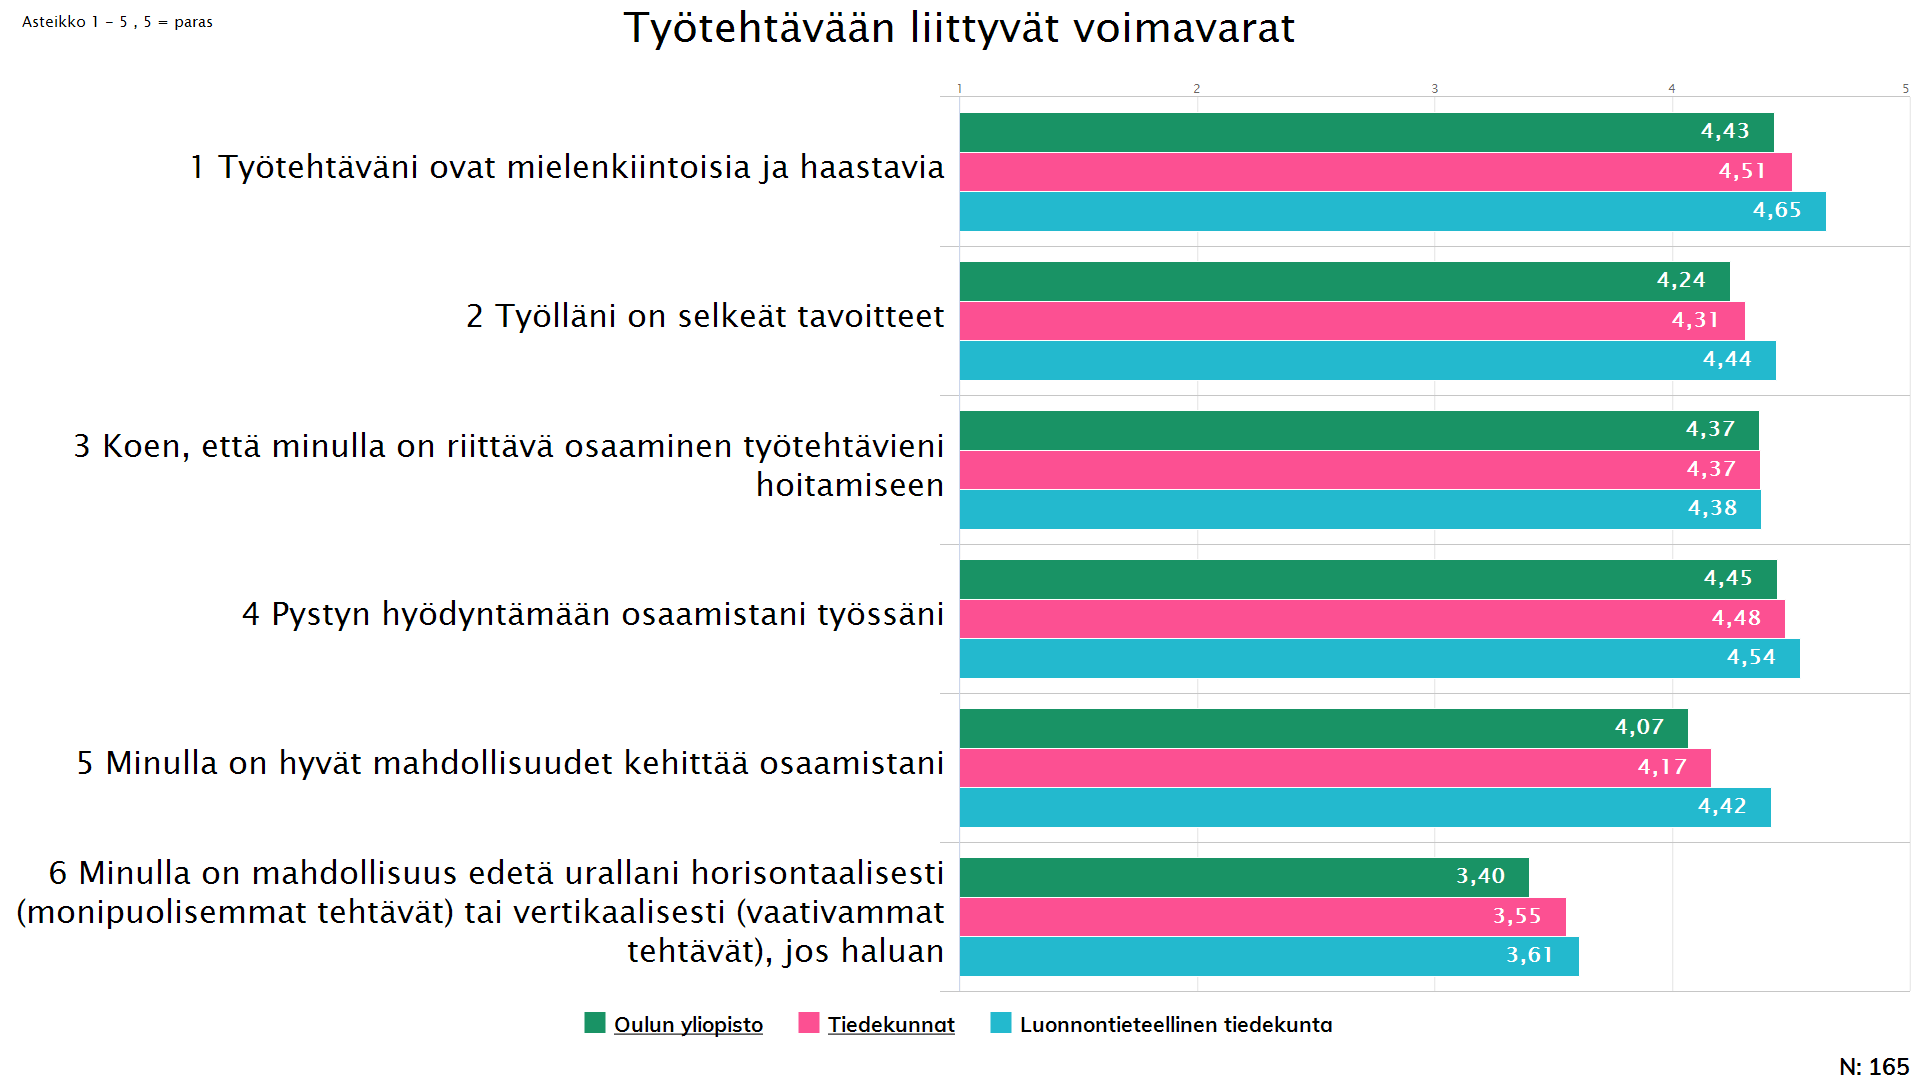 Asteikko 1 - 5 , 5 = paras
Työtehtävään liittyvät voimavarat
1 2 3 4 5
1 Työtehtäväni ovat mielenkiintoisia ja haastavia
4,43
4,51
4,65
2 Työlläni on selkeät tavoitteet
4,24
4,31
4,44
3 Koen, että minulla on riittävä osaaminen työtehtävieni
hoitamiseen
4,37
4,37
4,38
4 Pystyn hyödyntämään osaamistani työssäni
4,45
4,48
4,54
5 Minulla on hyvät mahdollisuudet kehittää osaamistani
4,07
4,17
4,42
6 Minulla on mahdollisuus edetä urallani horisontaalisesti
(monipuolisemmat tehtävät) tai vertikaalisesti (vaativammat
tehtävät), jos haluan
3,40
3,55
3,61
Oulun yliopisto Tiedekunnat Luonnontieteellinen tiedekunta
N: 165